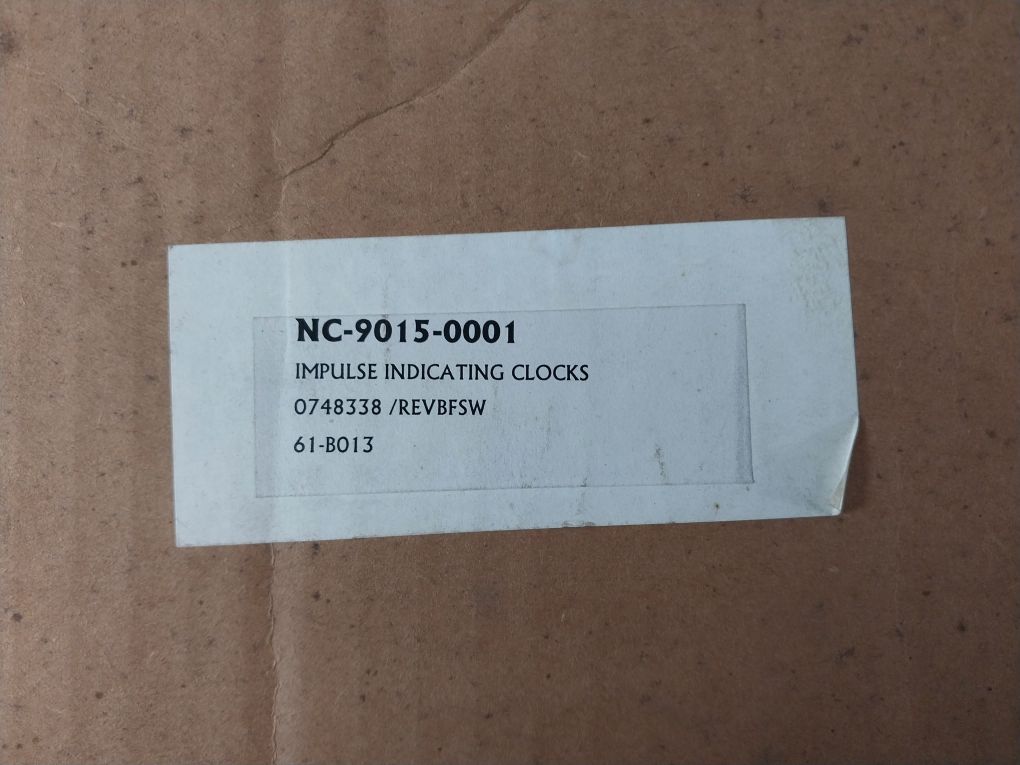 NC-9015-0001
IMPULSE INDICATING CLOCKS
0748338 /REVBFSW
61-B013